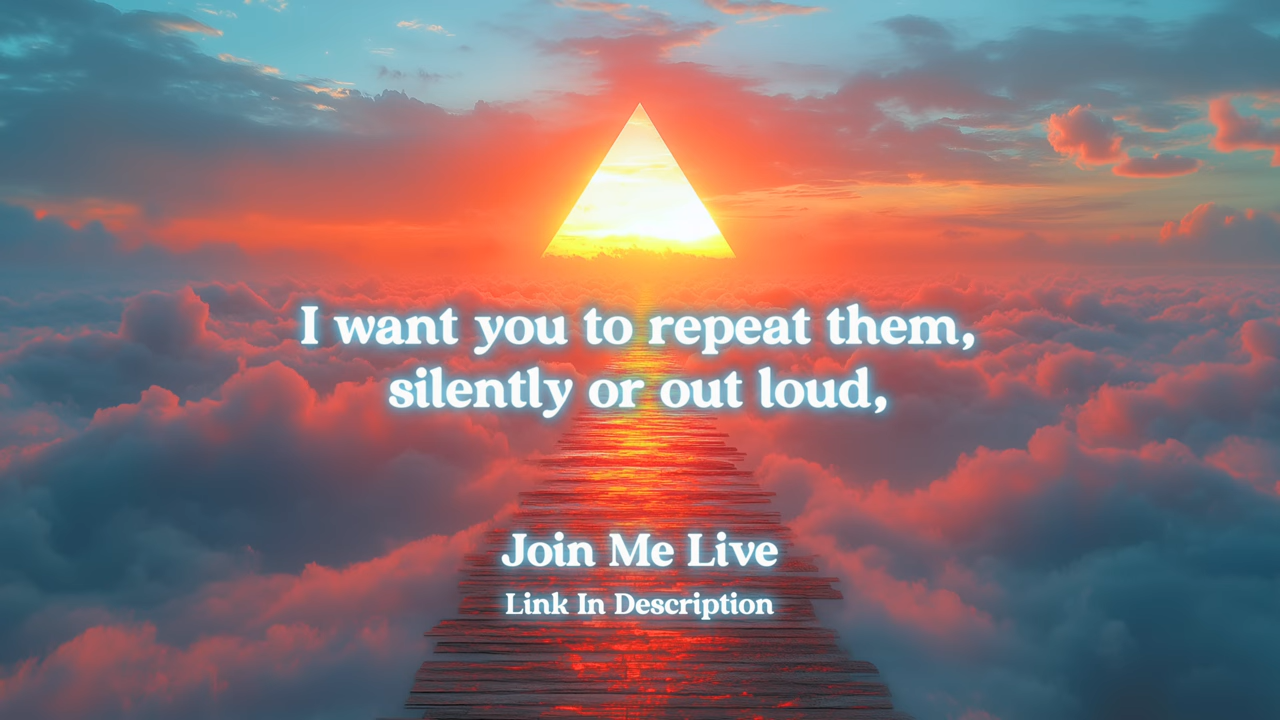 I want you to repeat them,
silently or out loud,
Join Me Live
Link In Description